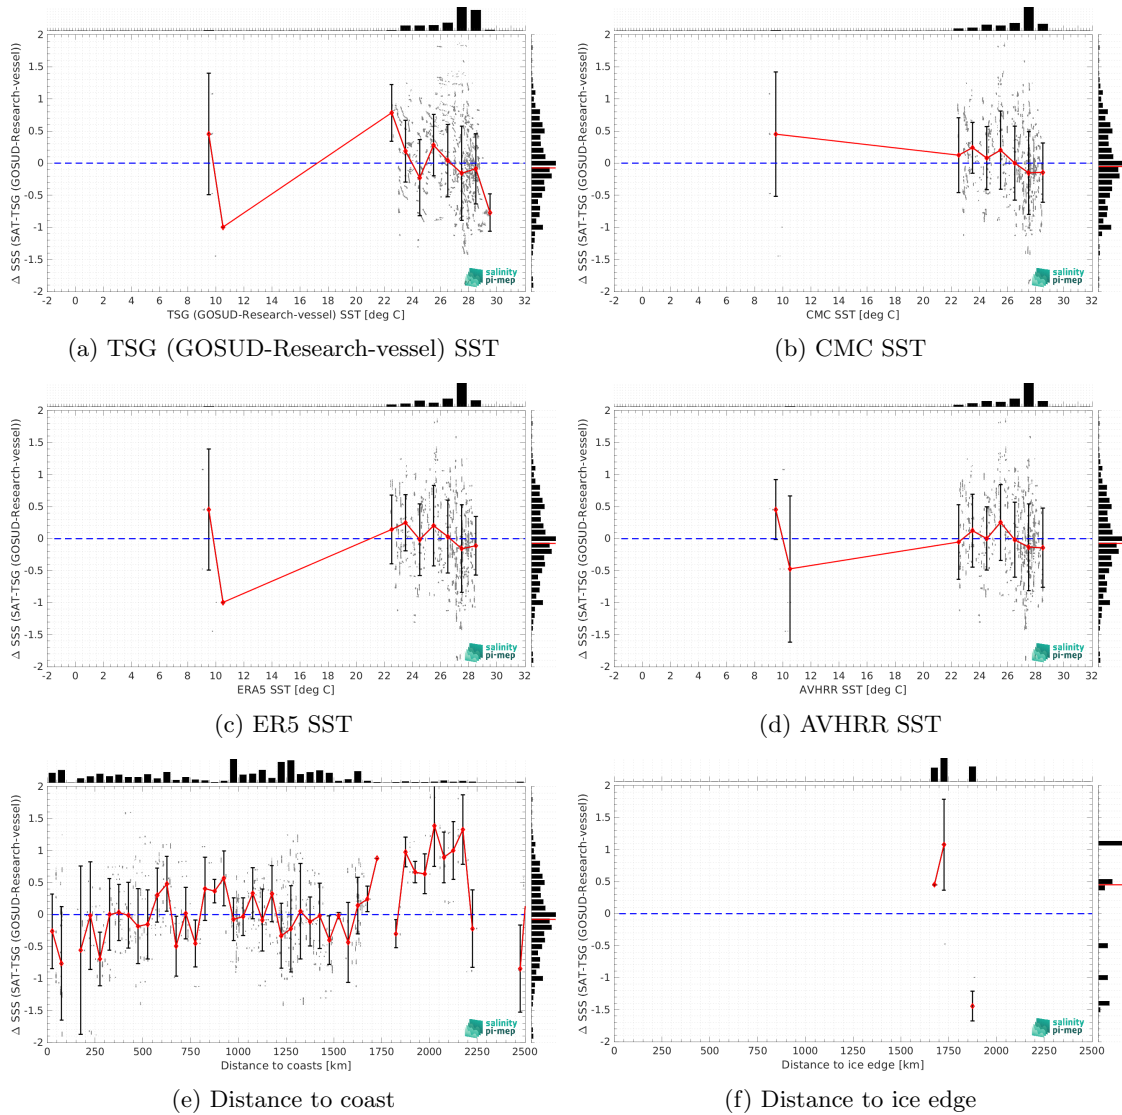 2
1.5
1
0.5
0
-0.5
-1
-1.5
-2
Δ SSS (SAT-TSG (GOSUD-Research-vessel))
-2 0 2 4 6 8 10 12 14 16 18 20 22 24 26 28 30 32
TSG (GOSUD-Research-vessel) SST [deg C]
salinity
pi-mep
(a) TSG (GOSUD-Research-vessel) SST
2
1.5
1
0.5
0
-0.5
-1
-1.5
-2
Δ SSS (SAT-TSG (GOSUD-Research-vessel))
-2 0 2 4 6 8 10 12 14 16 18 20 22 24 26 28 30 32
CMC SST [deg C]
salinity
pi-mep
(b) CMC SST
2
1.5
1
0.5
0
-0.5
-1
-1.5
-2
Δ SSS (SAT-TSG (GOSUD-Research-vessel))
-2 0 2 4 6 8 10 12 14 16 18 20 22 24 26 28 30 32
ERA5 SST [deg C]
salinity
pi-mep
(c) ER5 SST
2
1.5
1
0.5
0
-0.5
-1
-1.5
-2
Δ SSS (SAT-TSG (GOSUD-Research-vessel))
-2 0 2 4 6 8 10 12 14 16 18 20 22 24 26 28 30 32
AVHRR SST [deg C]
salinity
pi-mep
(d) AVHRR SST
2
1.5
1
0.5
0
-0.5
-1
-1.5
-2
Δ SSS (SAT-TSG (GOSUD-Research-vessel))
0 250 500 750 1000 1250 1500 1750 2000 2250 2500
Distance to coasts [km]
salinity
pi-mep
(e) Distance to coast
2
1.5
1
0.5
0
-0.5
-1
-1.5
-2
Δ SSS (SAT-TSG (GOSUD-Research-vessel))
0 250 500 750 1000 1250 1500 1750 2000 2250 2500
Distance to ice edge [km]
salinity
pi-mep
(f) Distance to ice edge